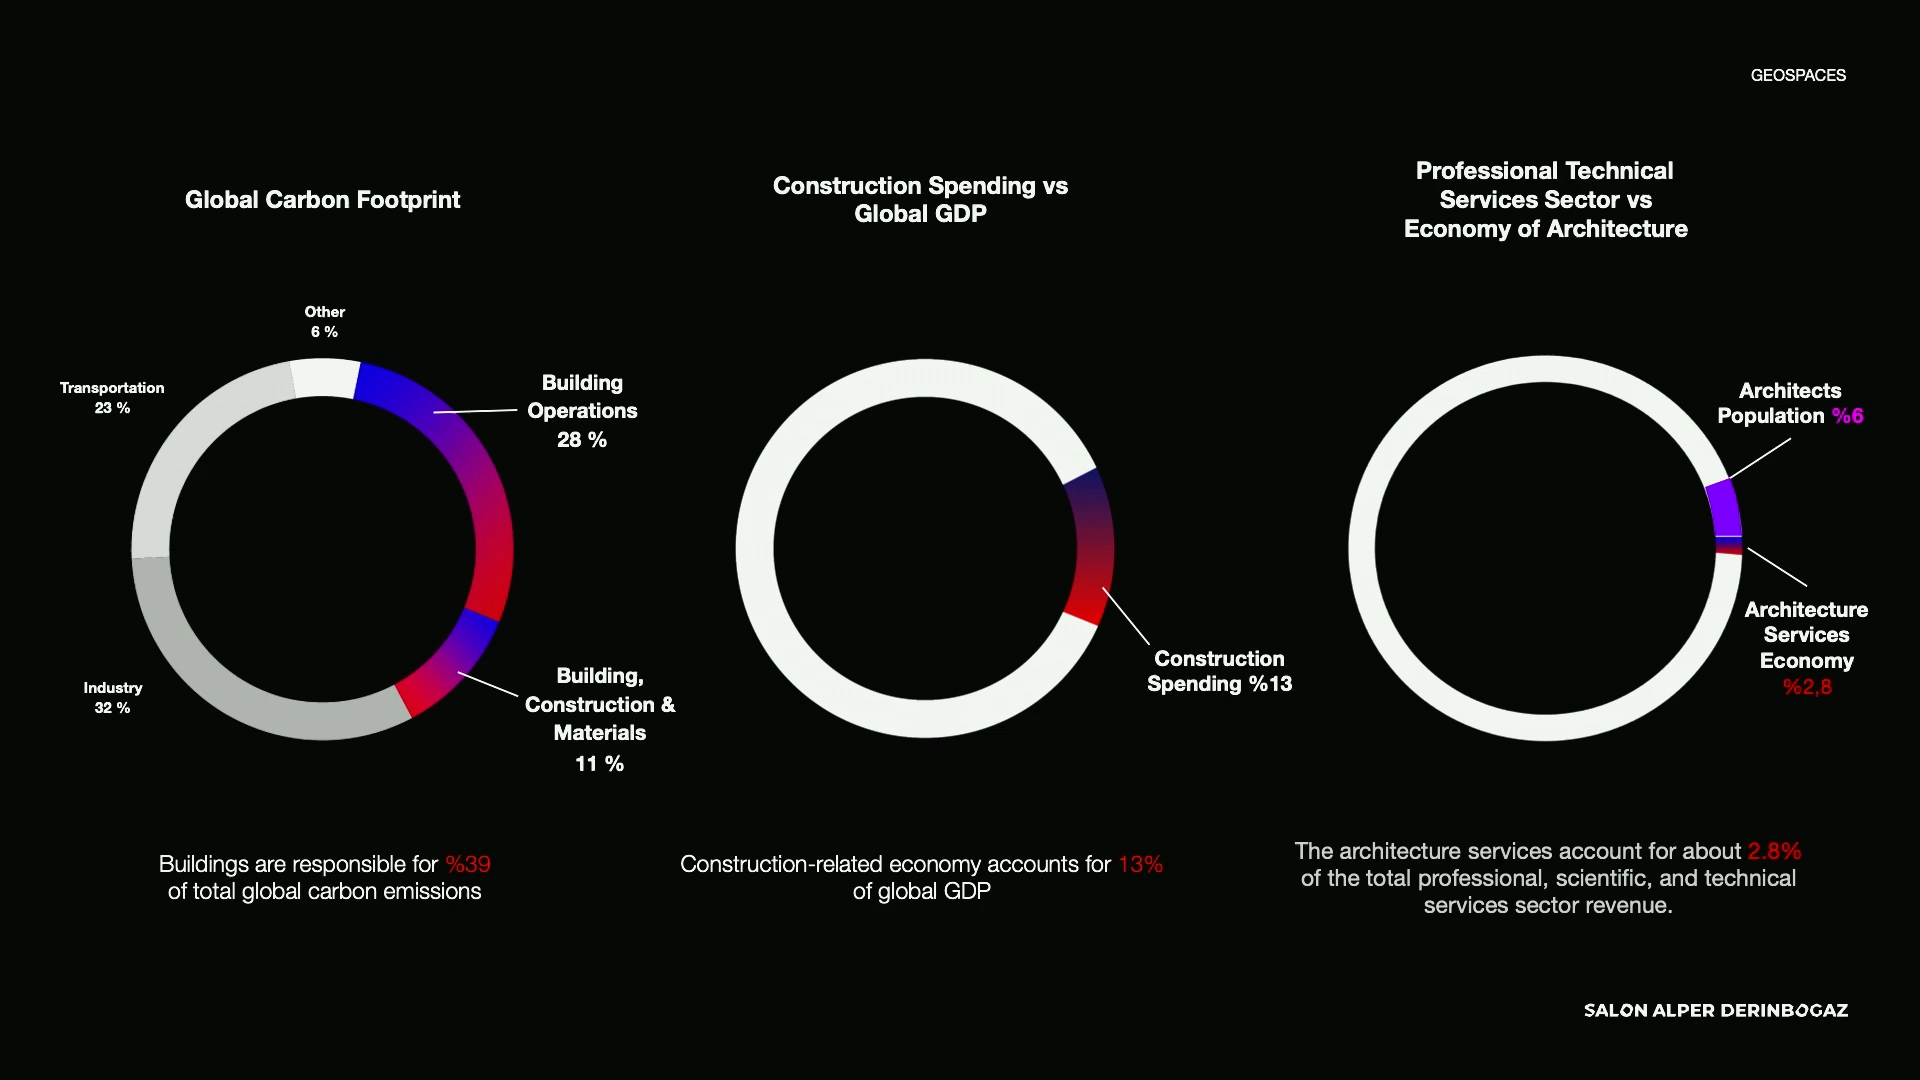 GEOSPACES
Global Carbon Footprint
Other
6 %
Transportation
23 %
Building
Operations
28 %
Industry
32 %
Building,
Construction &
Materials
11 %
Buildings are responsible for %39
of total global carbon emissions
Construction Spending vs
Global GDP
Construction
Spending %13
Construction-related economy accounts for 13%
of global GDP
Professional Technical
Services Sector vs
Economy of Architecture
Architects
Population %6
Architecture
Services
Economy
%2,8
The architecture services account for about 2.8%
of the total professional, scientific, and technical
services sector revenue.
SALON ALPER DERINBOGAZ